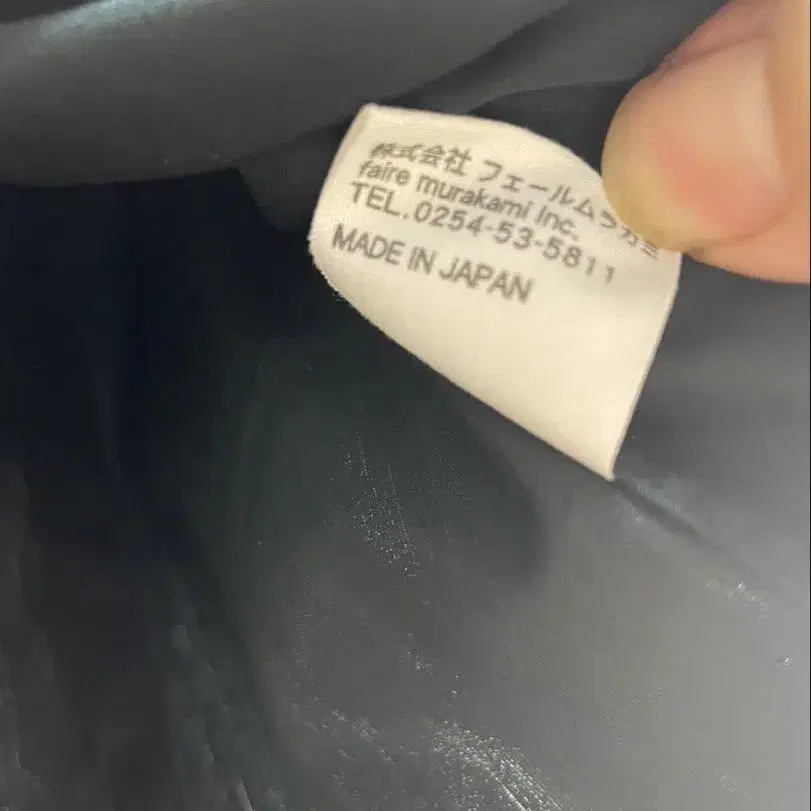 株式会社 フェールムラカミ
faire murakami Inc.
TEL.0254-53-5811
MADE IN JAPAN